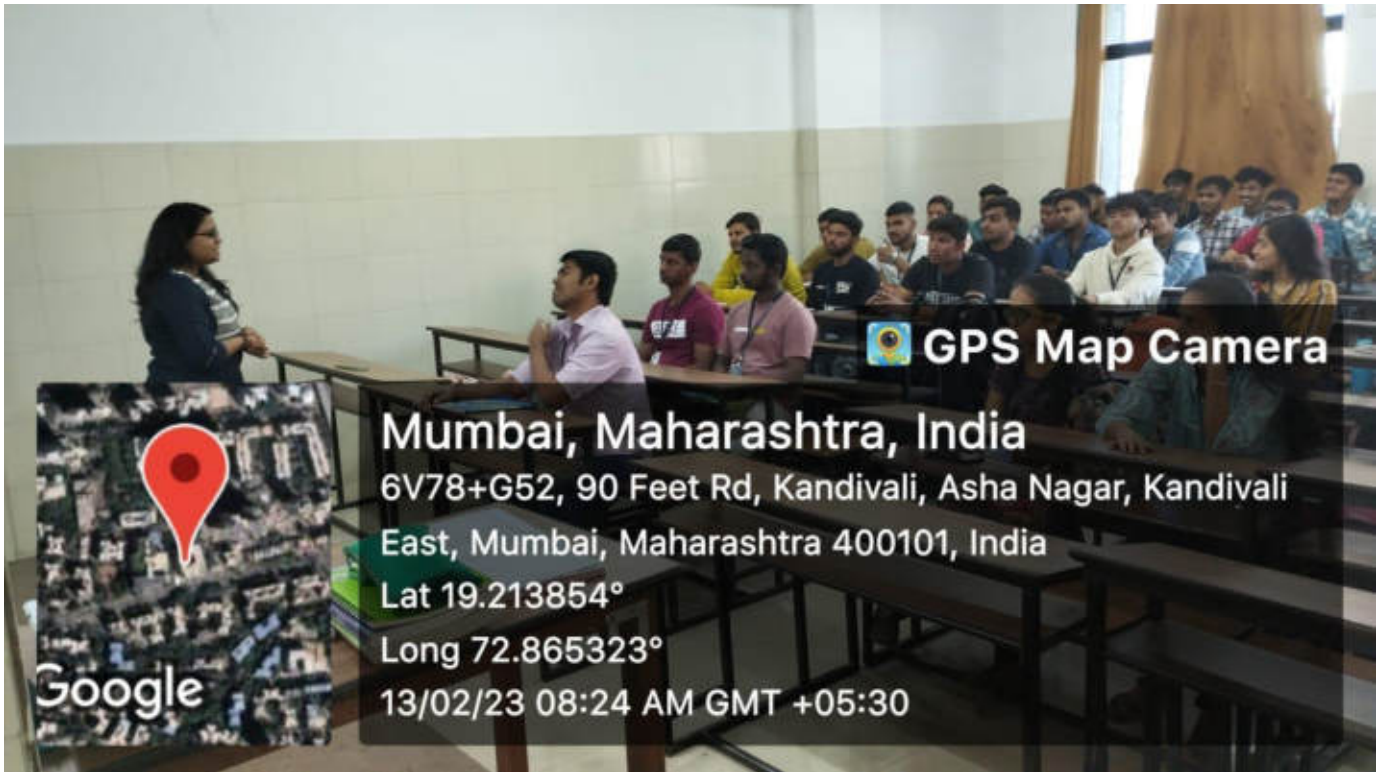 GPS Map Camera
Mumbai, Maharashtra, India
6V78+G52, 90 Feet Rd, Kandivali, Asha Nagar, Kandivali
East, Mumbai, Maharashtra 400101, India
Lat 19.213854°
Long 72.865323°
13/02/23 08:24 AM GMT +05:30
Google